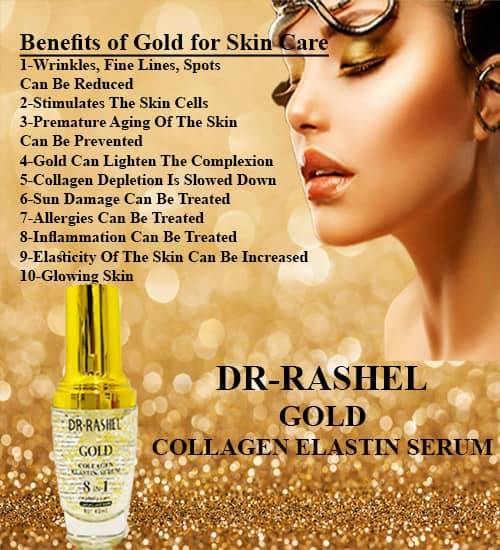 Benefits of Gold for Skin Care
1-Wrinkles, Fine Lines, Spots
Can Be Reduced
2-Stimulates The Skin Cells
3-Premature Aging Of The Skin
Can Be Prevented
4-Gold Can Lighten The Complexion
5-Collagen Depletion Is Slowed Down
6-Sun Damage Can Be Treated
7-Allergies Can Be Treated
8-Inflammation Can Be Treated
9-Elasticity Of The Skin Can Be Increased
10-Glowing Skin
DR-RASHEL
GOLD
COLLAGEN ELASTIN SERUM
DR·RASHEL
GOLD
COLLAGEN
ELASTIN SERUM
8 IN 1